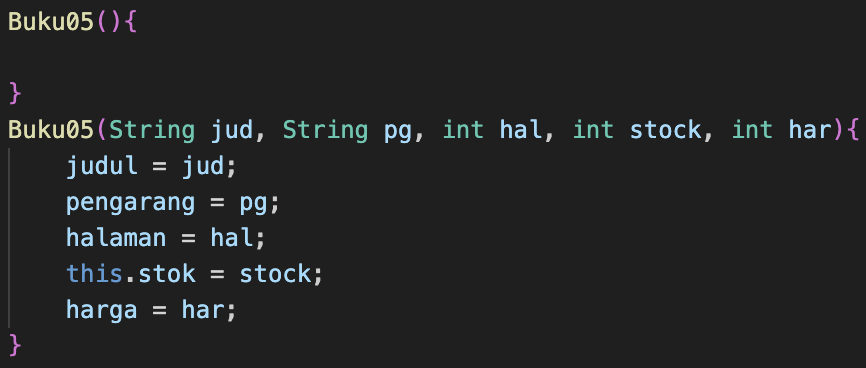 Buku05(){
}
Buku05(String jud, String pg, int hal, int stock, int har){
judul = jud;
pengarang = pg;
halaman = hal;
this.stok = stock;
harga = har;
}